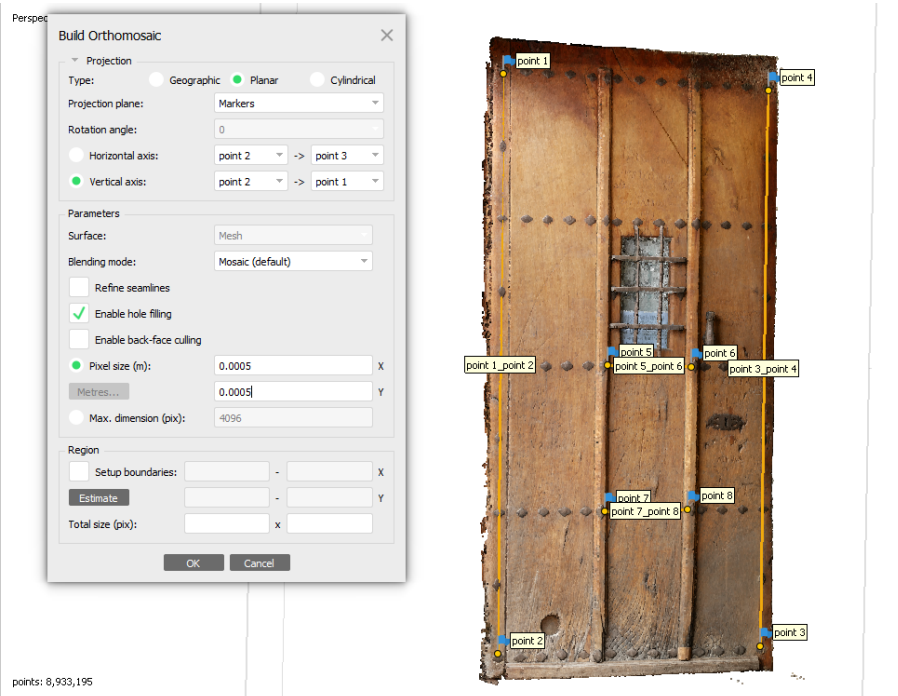 Perspec
Build Orthomosaic
Projection
Type: Geographic Planar Cylindrical
Projection plane: Markers
Rotation angle: 0
Horizontal axis: point 2 -> point 3
Vertical axis: point 2 -> point 1
Parameters
Surface: Mesh
Blending mode: Mosaic (default)
Refine seamlines
Enable hole filling
Enable back-face culling
Pixel size (m): 0.0005 X
Metres... 0.0005 Y
Max. dimension (pix): 4096
Region
Setup boundaries: - X
Estimate - Y
Total size (pix): x
OK Cancel
points: 8,933,195
point 1
point 4
point 5
point 6
point 1_point 2
point 5_point 6
point 3_point 4
point 7
point 8
point 7_point 8
point 3
point 2